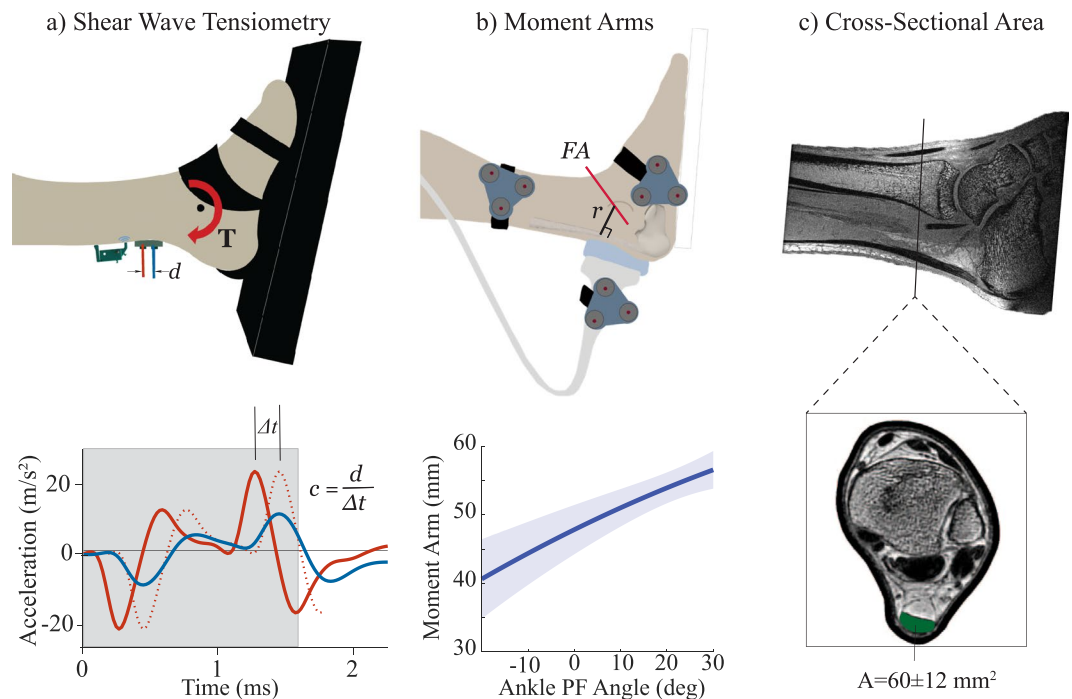 a) Shear Wave Tensiometry
b) Moment Arms
c) Cross-Sectional Area
T
d
FA
r
Δt
c = d/Δt
Acceleration (m/s²)
20
0
-20
0
1
2
Time (ms)
Moment Arm (mm)
60
50
40
30
-10
0
10
20
30
Ankle PF Angle (deg)
A=60±12 mm²